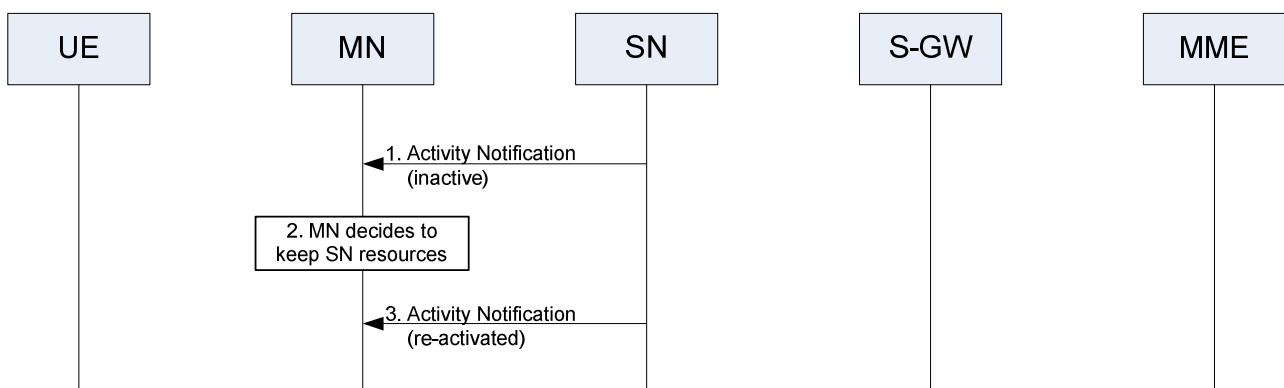 UE
MN
SN
S-GW
MME
1. Activity Notification
(inactive)
2. MN decides to
keep SN resources
3. Activity Notification
(re-activated)